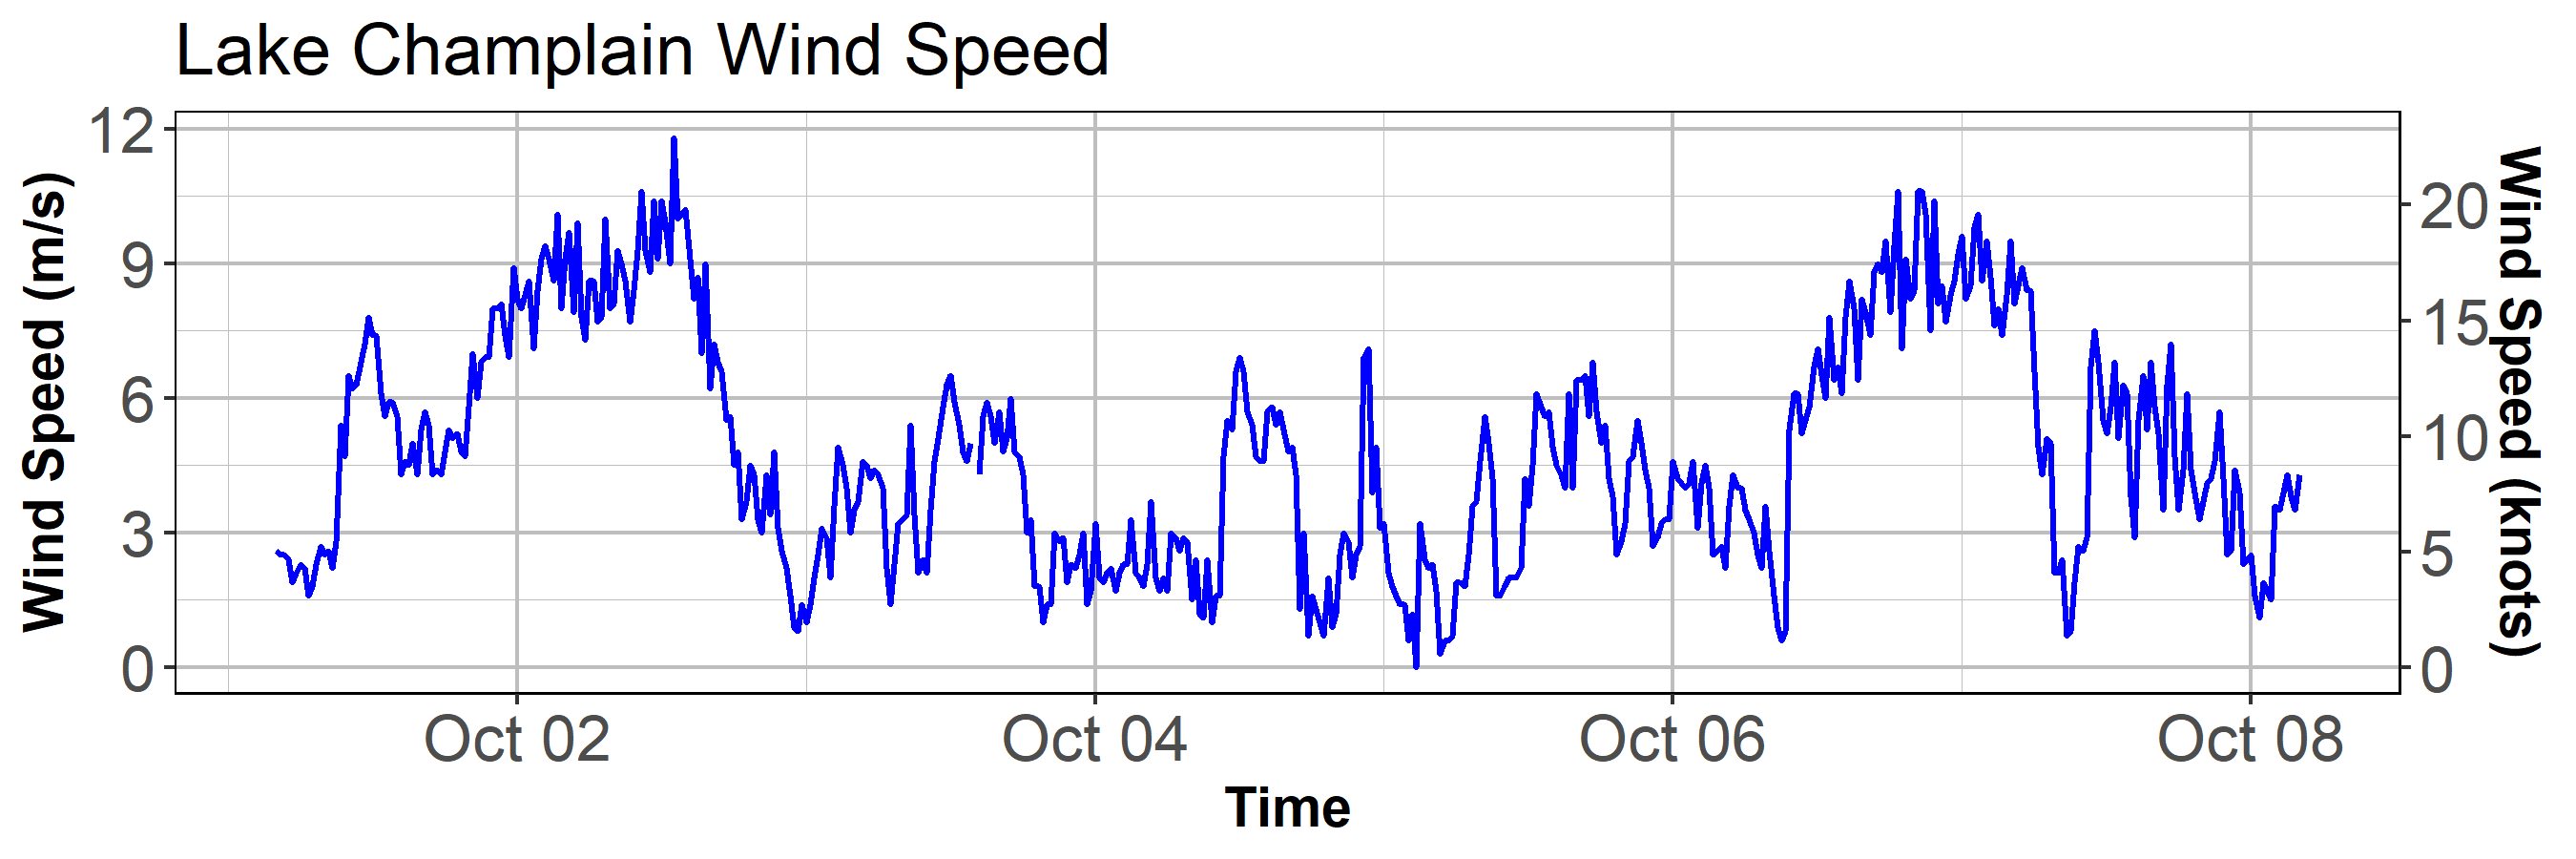 Lake Champlain Wind Speed
12
9
6
3
0
Wind Speed (m/s)
20
15
10
5
0
Wind Speed (knots)
Oct 02 Oct 04 Oct 06 Oct 08
Time